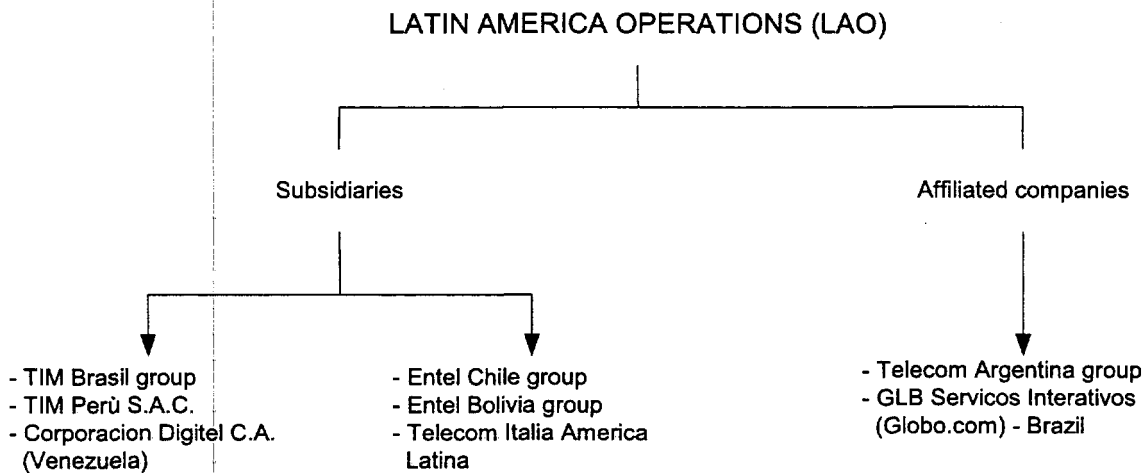 LATIN AMERICA OPERATIONS (LAO)
Subsidiaries
Affiliated companies
- TIM Brasil group
- TIM Perù S.A.C.
- Corporacion Digitel C.A.
(Venezuela)
- Entel Chile group
- Entel Bolivia group
- Telecom Italia America
Latina
- Telecom Argentina group
- GLB Servicos Interativos
(Globo.com) - Brazil